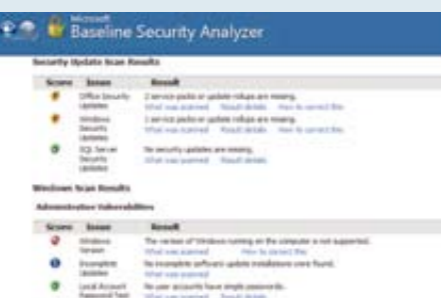 Microsoft
Baseline Security Analyzer
Security Update Scan Results
Score Issue Result
Office Security Updates
2 service packs or update rollups are missing.
What was scanned Result details How to correct this
Windows Security Updates
1 service packs or update rollups are missing.
What was scanned Result details How to correct this
SQL Server Security Updates
No security updates are missing.
What was scanned Result details
Windows Scan Results
Administrative Vulnerabilities
Score Issue Result
Windows Version
The version of Windows running on the computer is not supported.
What was scanned How to correct this
Incomplete Updates
No incomplete software update installations were found.
What was scanned
Local Account Password Test
No user accounts have simple passwords.
What was scanned Result details